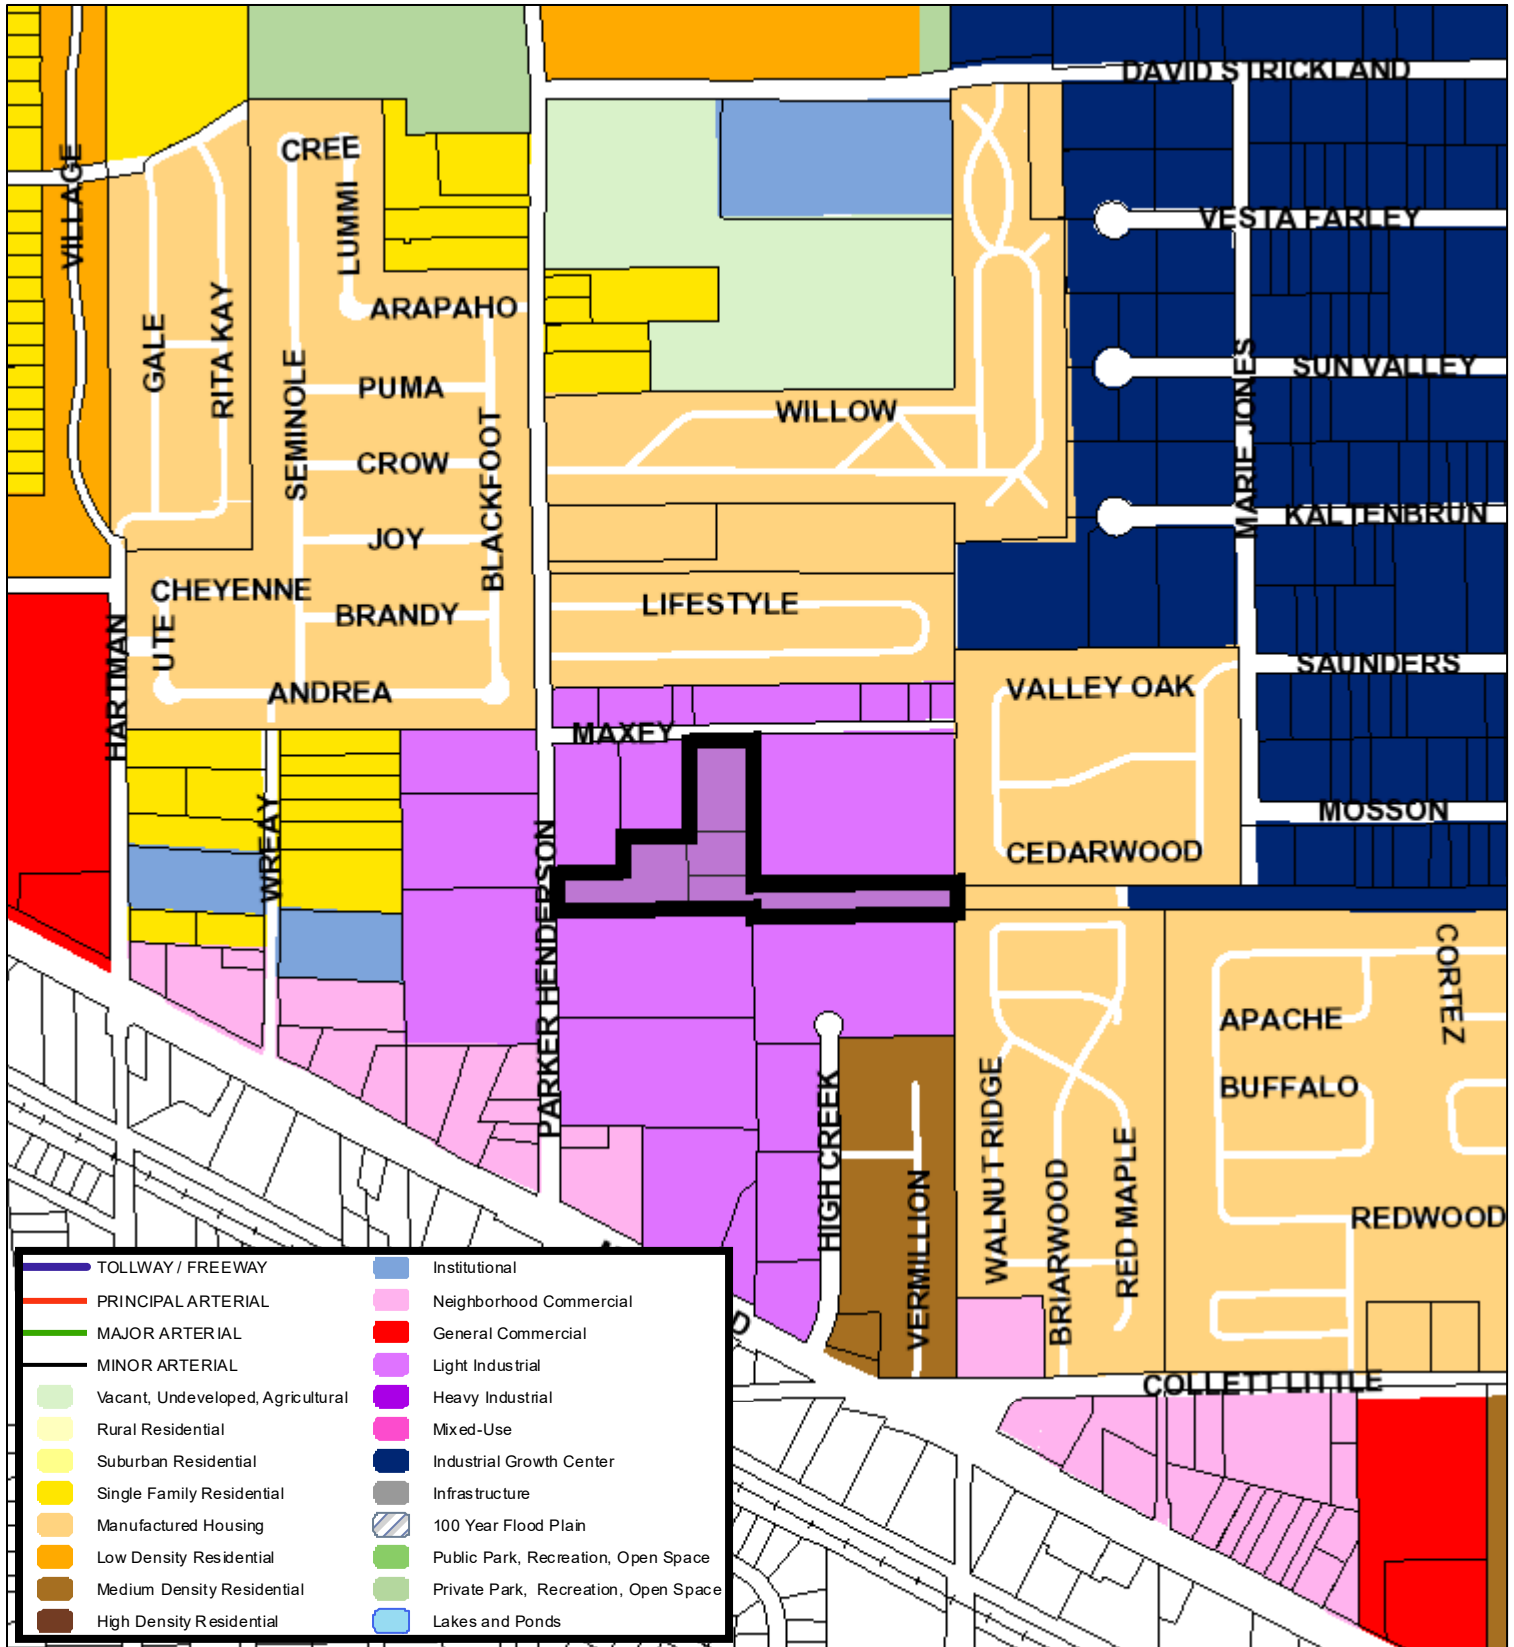 DAVID STRICKLAND
CREE
VILLAGE
LUMMI
VESTA FARLEY
ARAPAHO
GALE
RITA KAY
SEMINOLE
PUMA
BLACKFOOT
WILLOW
MARIE JONES
SUN VALLEY
CROW
KALTENBRUN
JOY
CHEYENNE
BRANDY
LIFESTYLE
UTE
HARTMAN
ANDREA
SAUNDERS
VALLEY OAK
MAXEY
WREAY
PARKER HENDERSON
MOSSON
CEDARWOOD
CORTEZ
APACHE
BUFFALO
HIGH CREEK
VERMILLION
WALNUT RIDGE
BRIARWOOD
RED MAPLE
REDWOOD
COLLETT LITTLE
D
TOLLWAY / FREEWAY
PRINCIPAL ARTERIAL
MAJOR ARTERIAL
MINOR ARTERIAL
Vacant, Undeveloped, Agricultural
Rural Residential
Suburban Residential
Single Family Residential
Manufactured Housing
Low Density Residential
Medium Density Residential
High Density Residential
Institutional
Neighborhood Commercial
General Commercial
Light Industrial
Heavy Industrial
Mixed-Use
Industrial Growth Center
Infrastructure
100 Year Flood Plain
Public Park, Recreation, Open Space
Private Park, Recreation, Open Space
Lakes and Ponds